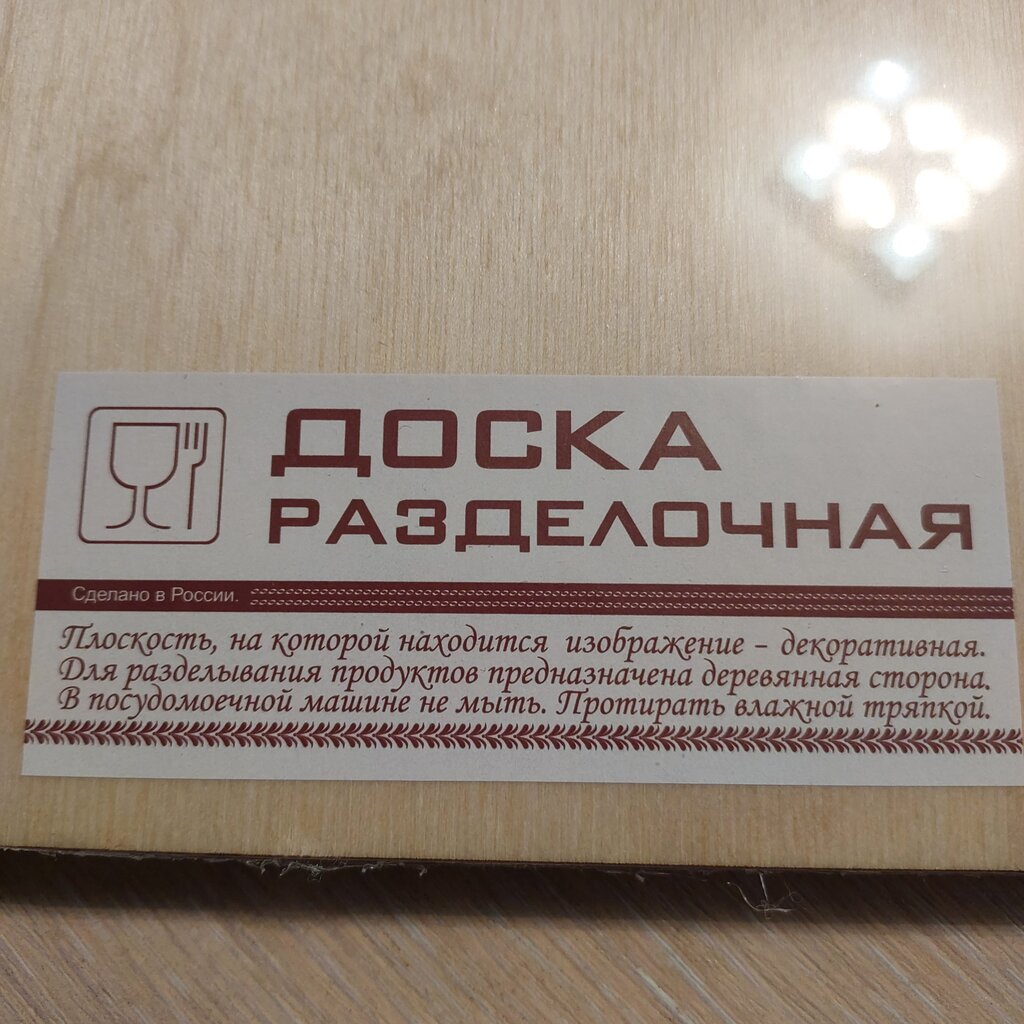 ДОСКА
РАЗДЕЛОЧНАЯ
Сделано в России.
Плоскость, на которой находится изображение – декоративная.
Для разделывания продуктов предназначена деревянная сторона.
В посудомоечной машине не мыть. Протирать влажной тряпкой.